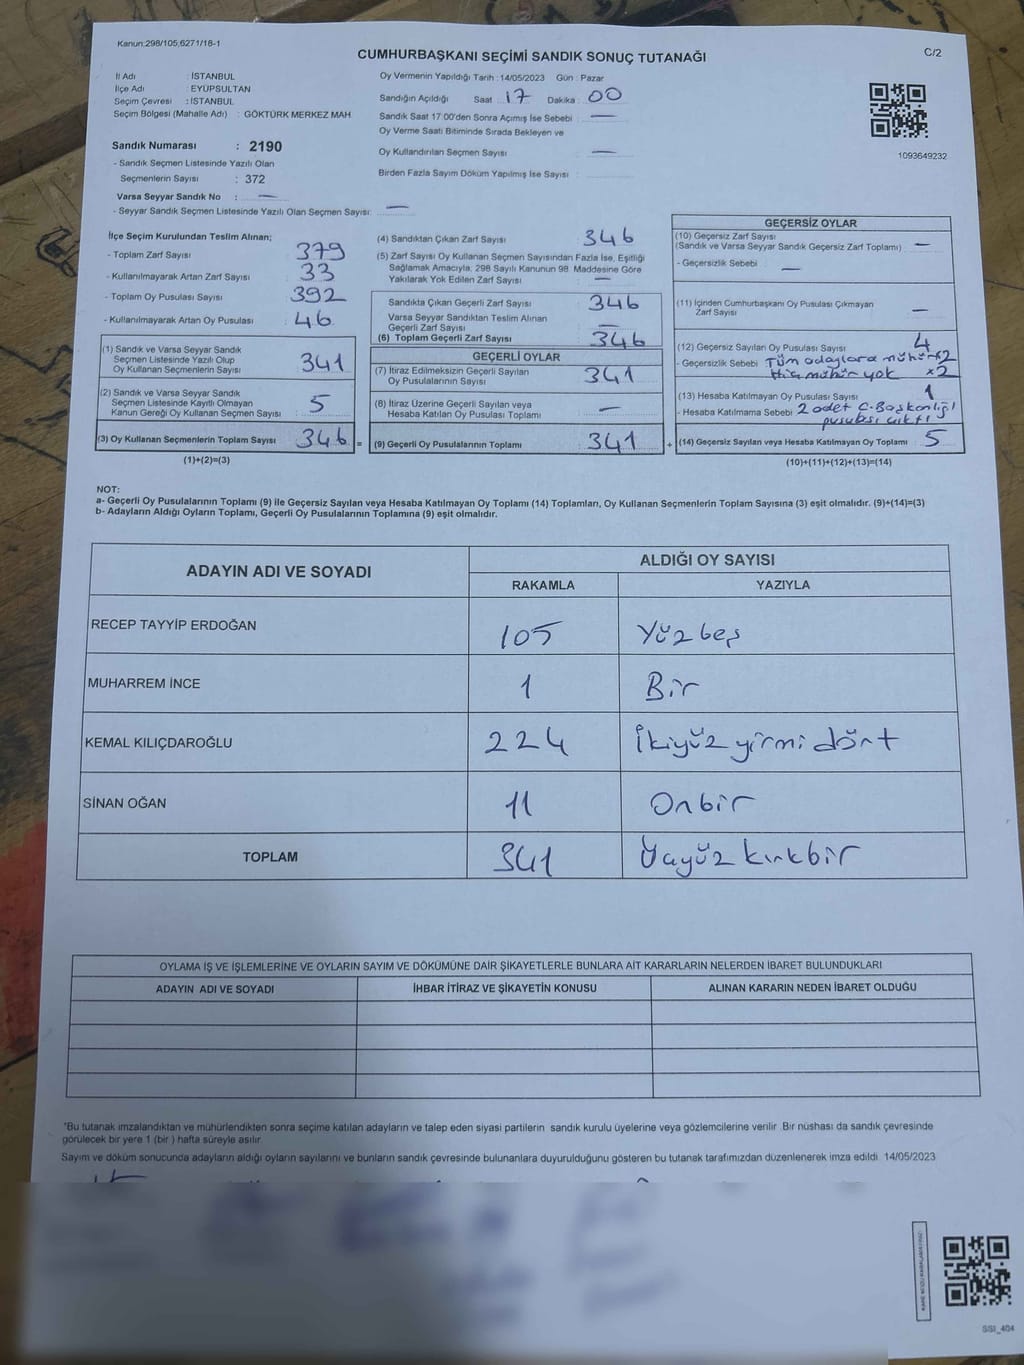 Kanun:298/105,6271/18-1
CUMHURBAŞKANI SEÇİMİ SANDIK SONUÇ TUTANAĞI
C/2
İl Adı : İSTANBUL
İlçe Adı : EYÜPSULTAN
Seçim Çevresi : İSTANBUL
Seçim Bölgesi (Mahalle Adı) : GÖKTÜRK MERKEZ MAH
Sandık Numarası : 2190
- Sandık Seçmen Listesinde Yazılı Olan
Seçmenlerin Sayısı : 372
Varsa Seyyar Sandık No : —
- Seyyar Sandık Seçmen Listesinde Yazılı Olan Seçmen Sayısı: —
Oy Vermenin Yapıldığı Tarih : 14/05/2023 Gün : Pazar
Sandığın Açıldığı Saat : 17 Dakika : 00
Sandık Saat 17:00'den Sonra Açımış İse Sebebi : —
Oy Verme Saati Bitiminde Sırada Bekleyen ve
Oy Kullandırılan Seçmen Sayısı : —
Birden Fazla Sayım Döküm Yapılmış İse Sayısı :
1093649232
İlçe Seçim Kurulundan Teslim Alınan;
- Toplam Zarf Sayısı : 379
- Kullanılmayarak Artan Zarf Sayısı : 33
- Toplam Oy Pusulası Sayısı : 392
- Kullanılmayarak Artan Oy Pusulası : 46
(1) Sandık ve Varsa Seyyar Sandık
Seçmen Listesinde Yazılı Olup
Oy Kullanan Seçmenlerin Sayısı : 341
(2) Sandık ve Varsa Seyyar Sandık
Seçmen Listesinde Kayıtlı Olmayan
Kanun Gereği Oy Kullanan Seçmen Sayısı : 5
(3) Oy Kullanan Seçmenlerin Toplam Sayısı : 346
(1)+(2)=(3)
(4) Sandıktan Çıkan Zarf Sayısı : 346
(5) Zarf Sayısı Oy Kullanan Seçmen Sayısından Fazla İse, Eşitliği
Sağlamak Amacıyla, 298 Sayılı Kanunun 98. Maddesine Göre
Yakılarak Yok Edilen Zarf Sayısı : —
Sandıkta Çıkan Geçerli Zarf Sayısı : 346
Varsa Seyyar Sandıktan Teslim Alınan
Geçerli Zarf Sayısı : —
(6) Toplam Geçerli Zarf Sayısı : 346
GEÇERLİ OYLAR
(7) İtiraz Edilmeksizin Geçerli Sayılan
Oy Pusulalarının Sayısı : 341
(8) İtiraz Üzerine Geçerli Sayılan veya
Hesaba Katılan Oy Pusulası Toplamı : —
= (9) Geçerli Oy Pusulalarının Toplamı : 341 +
GEÇERSİZ OYLAR
(10) Geçersiz Zarf Sayısı
(Sandık ve Varsa Seyyar Sandık Geçersiz Zarf Toplamı) : —
- Geçersizlik Sebebi : —
(11) İçinden Cumhurbaşkanı Oy Pusulası Çıkmayan
Zarf Sayısı : —
(12) Geçersiz Sayılan Oy Pusulası Sayısı : 4
- Geçersizlik Sebebi : Tüm adaylara mühür x2
Hiç mühür yok x2
(13) Hesaba Katılmayan Oy Pusulası Sayısı : 1
- Hesaba Katılmama Sebebi : 2 adet C.Başkanlığı
pusulası çıktı
(14) Geçersiz Sayılan veya Hesaba Katılmayan Oy Toplamı : 5
(10)+(11)+(12)+(13)=(14)
NOT:
a- Geçerli Oy Pusulalarının Toplamı (9) ile Geçersiz Sayılan veya Hesaba Katılmayan Oy Toplamı (14) Toplamları, Oy Kullanan Seçmenlerin Toplam Sayısına (3) eşit olmalıdır. (9)+(14)=(3)
b- Adayların Aldığı Oyların Toplamı, Geçerli Oy Pusulalarının Toplamına (9) eşit olmalıdır.
ADAYIN ADI VE SOYADI
ALDIĞI OY SAYISI
RAKAMLA YAZIYLA
RECEP TAYYİP ERDOĞAN 105 Yüzbeş
MUHARREM İNCE 1 Bir
KEMAL KILIÇDAROĞLU 224 İkiyüz yirmi dört
SİNAN OĞAN 11 Onbir
TOPLAM 341 Üçyüz kırkbir
OYLAMA İŞ VE İŞLEMLERİNE VE OYLARIN SAYIM VE DÖKÜMÜNE DAİR ŞİKAYETLERLE BUNLARA AİT KARARLARIN NELERDEN İBARET BULUNDUKLARI
ADAYIN ADI VE SOYADI İHBAR İTİRAZ VE ŞİKAYETİN KONUSU ALINAN KARARIN NEDEN İBARET OLDUĞU
"Bu tutanak imzalandıktan ve mühürlendikten sonra seçime katılan adayların ve talep eden siyasi partilerin sandık kurulu üyelerine veya gözlemcilerine verilir. Bir nüshası da sandık çevresinde
görülecek bir yere 1 (bir ) hafta süreyle asılır.
Sayım ve döküm sonucunda adayların aldığı oyların sayılarını ve bunların sandık çevresinde bulunanlara duyurulduğunu gösteren bu tutanak tarafımızdan düzenlenerek imza edildi. 14/05/2023
SSI_404